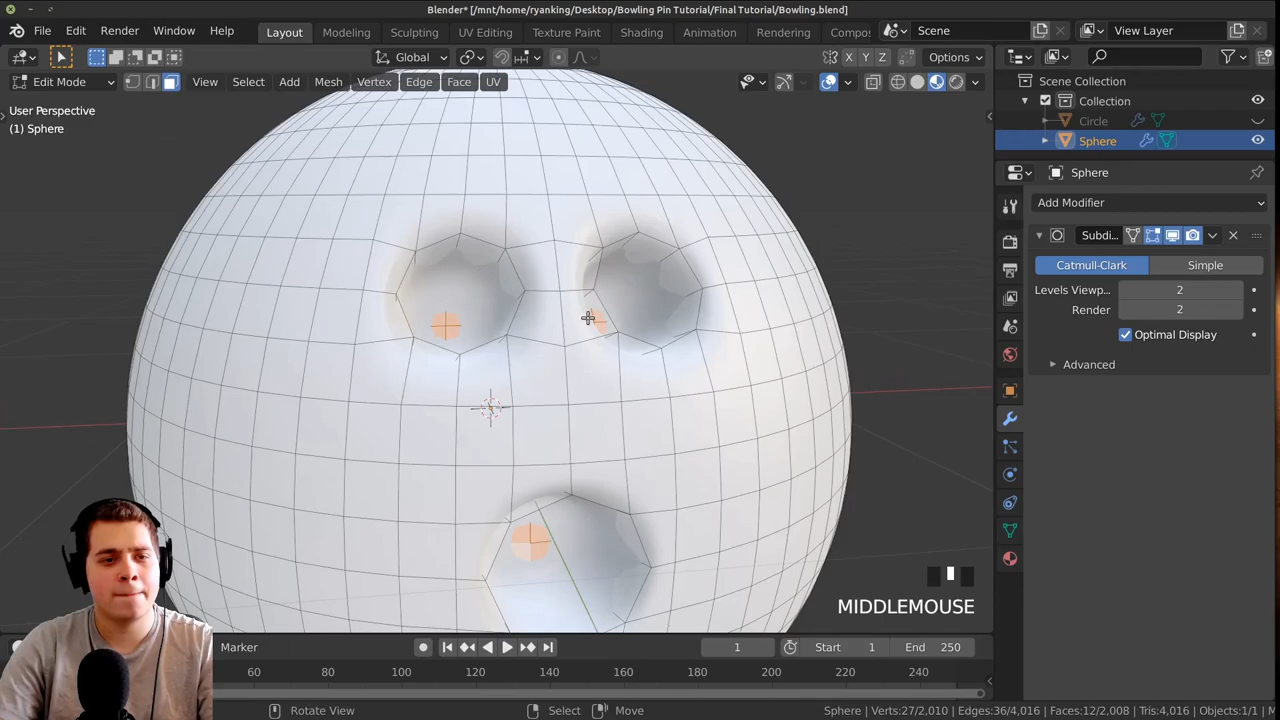 Blender* [/mnt/home/ryanking/Desktop/Bowling Pin Tutorial/Final Tutorial/Bowling.blend]
File Edit Render Window Help Layout Modeling Sculpting UV Editing Texture Paint Shading Animation Rendering Compos Scene View Layer
Global X Y Z Options
Edit Mode View Select Add Mesh Vertex Edge Face UV
Scene Collection
Collection
Circle
Sphere
User Perspective
(1) Sphere
Sphere
Add Modifier
Subdi...
Catmull-Clark Simple
Levels Viewp... 2
Render 2
Optimal Display
Advanced
MIDDLEMOUSE
Marker 1 Start 1 End 250
60 80 100 120 140 160 180 200 220 240
Rotate View Select Move Sphere | Verts:27/2,010 | Edges:36/4,016 | Faces:12/2,008 | Tris:4,016 | Objects:1/1 | M